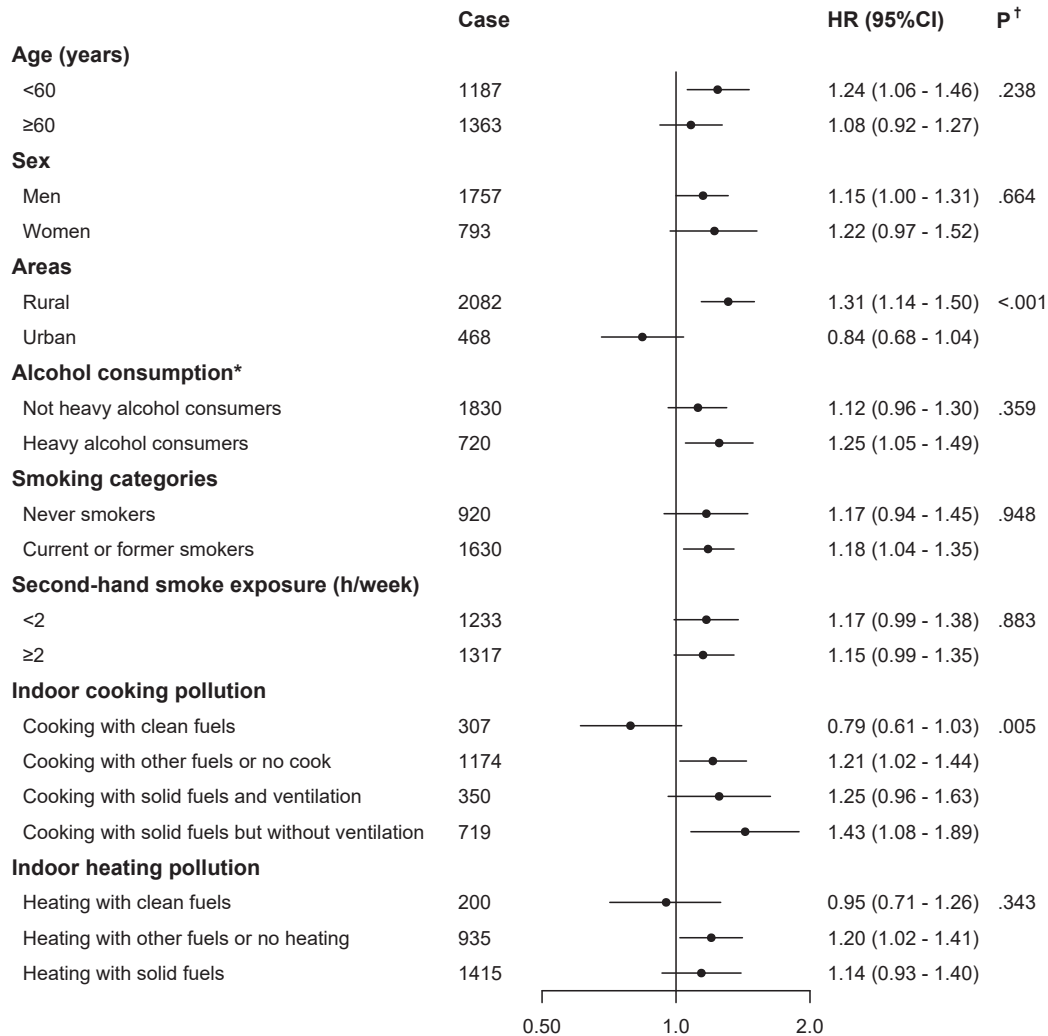 Case HR (95%CI) P†
Age (years)
<60 1187 1.24 (1.06 - 1.46) .238
≥60 1363 1.08 (0.92 - 1.27)
Sex
Men 1757 1.15 (1.00 - 1.31) .664
Women 793 1.22 (0.97 - 1.52)
Areas
Rural 2082 1.31 (1.14 - 1.50) <.001
Urban 468 0.84 (0.68 - 1.04)
Alcohol consumption*
Not heavy alcohol consumers 1830 1.12 (0.96 - 1.30) .359
Heavy alcohol consumers 720 1.25 (1.05 - 1.49)
Smoking categories
Never smokers 920 1.17 (0.94 - 1.45) .948
Current or former smokers 1630 1.18 (1.04 - 1.35)
Second-hand smoke exposure (h/week)
<2 1233 1.17 (0.99 - 1.38) .883
≥2 1317 1.15 (0.99 - 1.35)
Indoor cooking pollution
Cooking with clean fuels 307 0.79 (0.61 - 1.03) .005
Cooking with other fuels or no cook 1174 1.21 (1.02 - 1.44)
Cooking with solid fuels and ventilation 350 1.25 (0.96 - 1.63)
Cooking with solid fuels but without ventilation 719 1.43 (1.08 - 1.89)
Indoor heating pollution
Heating with clean fuels 200 0.95 (0.71 - 1.26) .343
Heating with other fuels or no heating 935 1.20 (1.02 - 1.41)
Heating with solid fuels 1415 1.14 (0.93 - 1.40)
0.50 1.0 2.0